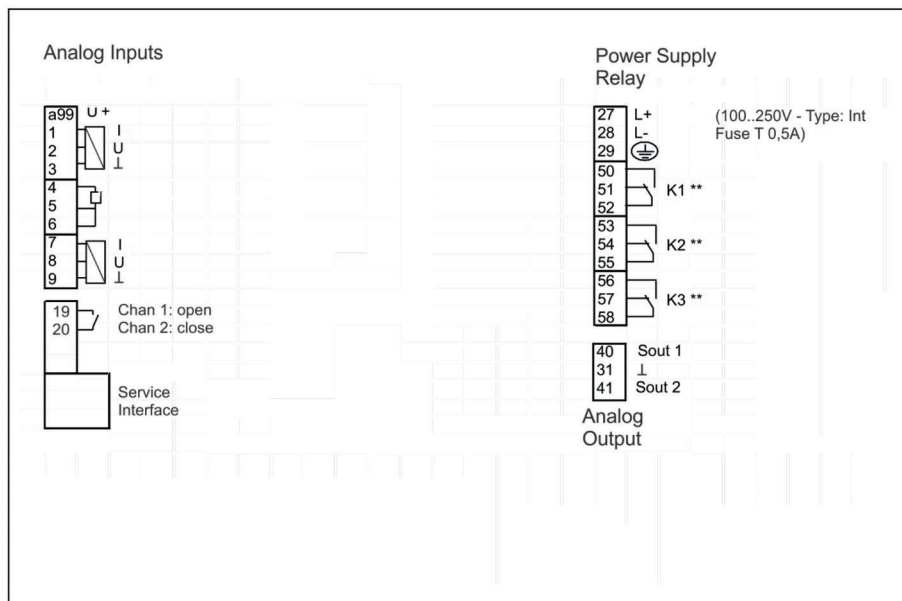 Analog Inputs
a99 U +
1 I
2 U
3 ⊥
4
5
6
7 I
8 U
9 ⊥
19 Chan 1: open
20 Chan 2: close
Service
Interface
Power Supply
Relay
27 L+
28 L-
29
(100..250V - Type: Int
Fuse T 0,5A)
50
51 K1 **
52
53
54 K2 **
55
56
57 K3 **
58
40 Sout 1
31 ⊥
41 Sout 2
Analog
Output